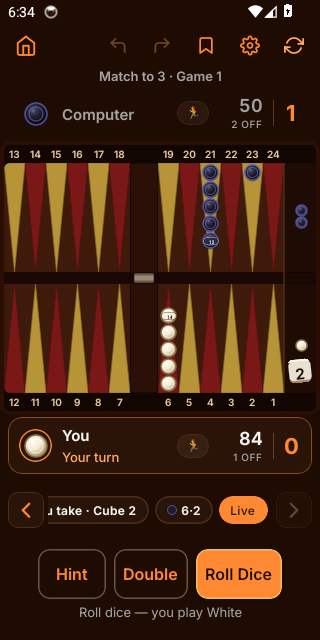 6:34
Match to 3 · Game 1
Computer
50
2 OFF
1
13 14 15 16 17 18 19 20 21 22 23 24
12
14
2
12 11 10 9 8 7 6 5 4 3 2 1
You
Your turn
84
1 OFF
0
u take · Cube 2
6·2
Live
Hint
Double
Roll Dice
Roll dice — you play White